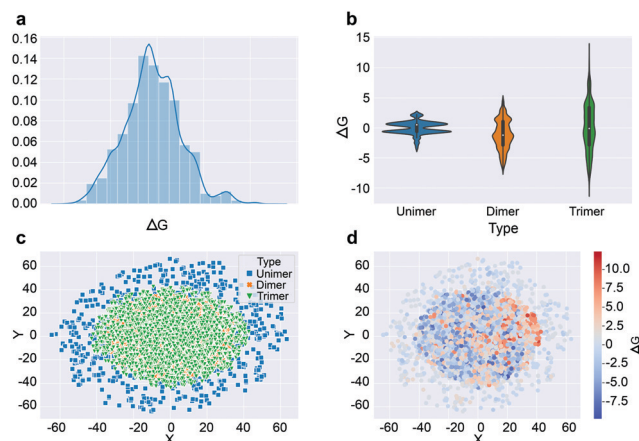 a
0.16
0.14
0.12
0.10
0.08
0.06
0.04
0.02
0.00
ΔG
b
ΔG
15
10
5
0
-5
-10
Unimer Dimer Trimer
Type
c
Y
60
40
20
0
-20
-40
-60
Type
Unimer
Dimer
Trimer
-60 -40 -20 0 20 40 60
X
d
Y
60
40
20
0
-20
-40
-60
-60 -40 -20 0 20 40 60
X
10.0
7.5
5.0
2.5
0.0
-2.5
-5.0
-7.5
ΔG